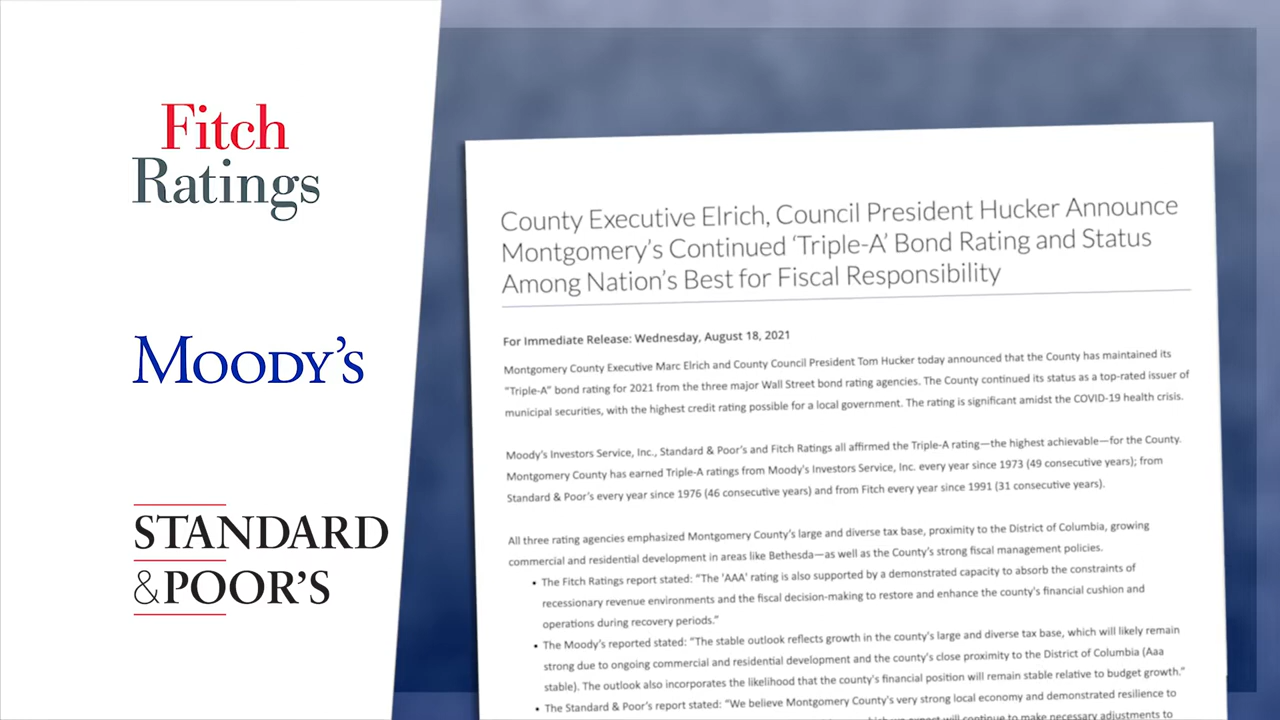 Fitch
Ratings
MOODY'S
STANDARD
&POOR'S
County Executive Elrich, Council President Hucker Announce
Montgomery's Continued ‘Triple-A’ Bond Rating and Status
Among Nation's Best for Fiscal Responsibility
For Immediate Release: Wednesday, August 18, 2021
Montgomery County Executive Marc Elrich and County Council President Tom Hucker today announced that the County has maintained its
"Triple-A" bond rating for 2021 from the three major Wall Street bond rating agencies. The County continued its status as a top-rated issuer of
municipal securities, with the highest credit rating possible for a local government. The rating is significant amidst the COVID-19 health crisis.
Moody's Investors Service, Inc., Standard & Poor's and Fitch Ratings all affirmed the Triple-A rating—the highest achievable—for the County.
Montgomery County has earned Triple-A ratings from Moody's Investors Service, Inc. every year since 1973 (49 consecutive years); from
Standard & Poor's every year since 1976 (46 consecutive years) and from Fitch every year since 1991 (31 consecutive years).
All three rating agencies emphasized Montgomery County's large and diverse tax base, proximity to the District of Columbia, growing
commercial and residential development in areas like Bethesda—as well as the County's strong fiscal management policies.
• The Fitch Ratings report stated: "The 'AAA' rating is also supported by a demonstrated capacity to absorb the constraints of
recessionary revenue environments and the fiscal decision-making to restore and enhance the county's financial cushion and
operations during recovery periods."
• The Moody's reported stated: "The stable outlook reflects growth in the county's large and diverse tax base, which will likely remain
strong due to ongoing commercial and residential development and the county's close proximity to the District of Columbia (Aaa
stable). The outlook also incorporates the likelihood that the county's financial position will remain stable relative to budget growth."
• The Standard & Poor's report stated: "We believe Montgomery County's very strong local economy and demonstrated resilience to
will continue to make necessary adjustments to